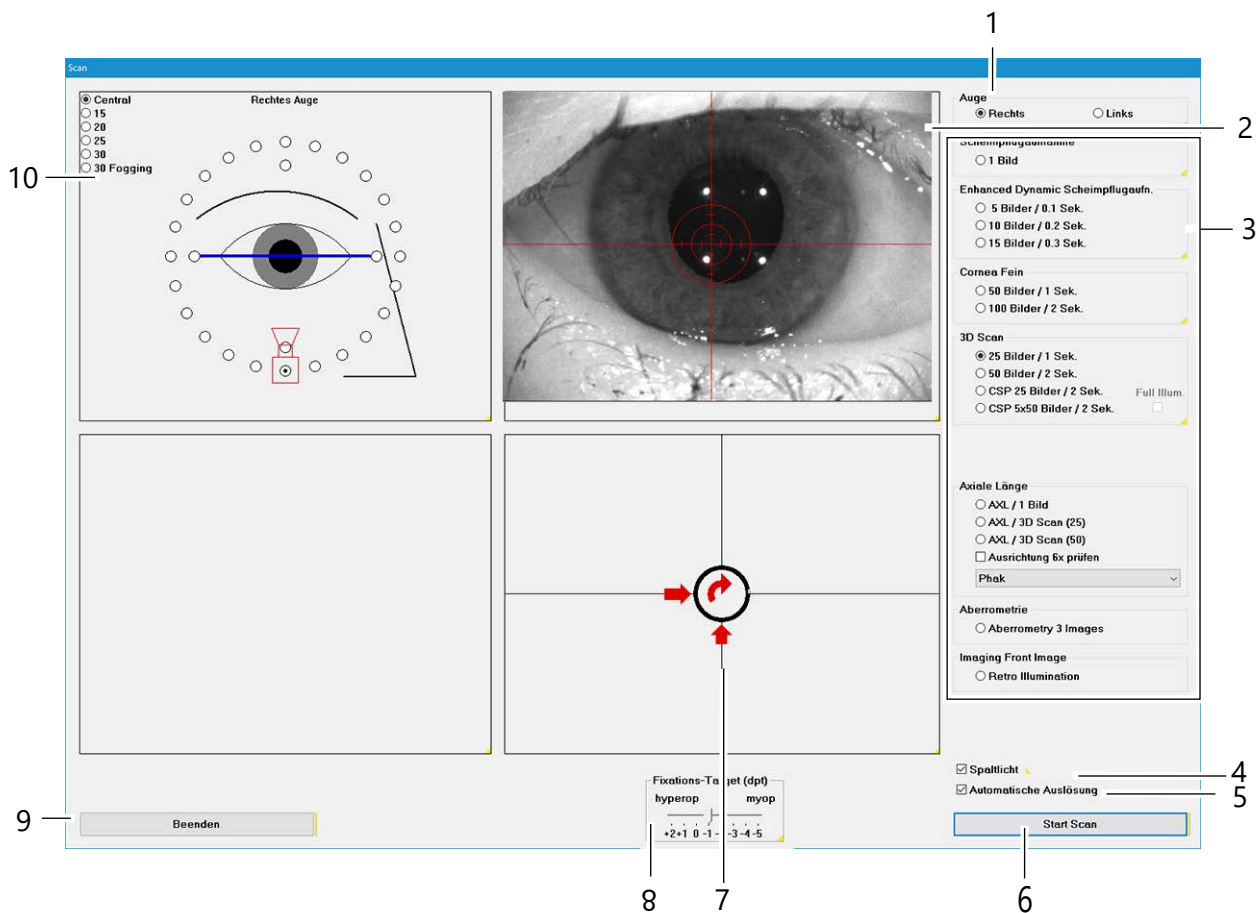 1
Scan
Central
Rechtes Auge
15
20
25
30
30 Fogging
10
Auge
Rechts
Links
2
Scheimpflugaufnahme
1 Bild
Enhanced Dynamic Scheimpflugaufn.
5 Bilder / 0.1 Sek.
10 Bilder / 0.2 Sek.
15 Bilder / 0.3 Sek.
3
Cornea Fein
50 Bilder / 1 Sek.
100 Bilder / 2 Sek.
3D Scan
25 Bilder / 1 Sek.
50 Bilder / 2 Sek.
CSP 25 Bilder / 2 Sek.
Full Illum.
CSP 5x50 Bilder / 2 Sek.
Axiale Länge
AXL / 1 Bild
AXL / 3D Scan (25)
AXL / 3D Scan (50)
Ausrichtung 6x prüfen
Phak
Aberrometrie
Aberrometry 3 Images
Imaging Front Image
Retro Illumination
Spaltlicht
4
Automatische Auslösung
5
Fixations-Target (dpt)
hyperop myop
+2+1 0 -1 - -3 -4 -5
9
Beenden
Start Scan
8
7
6